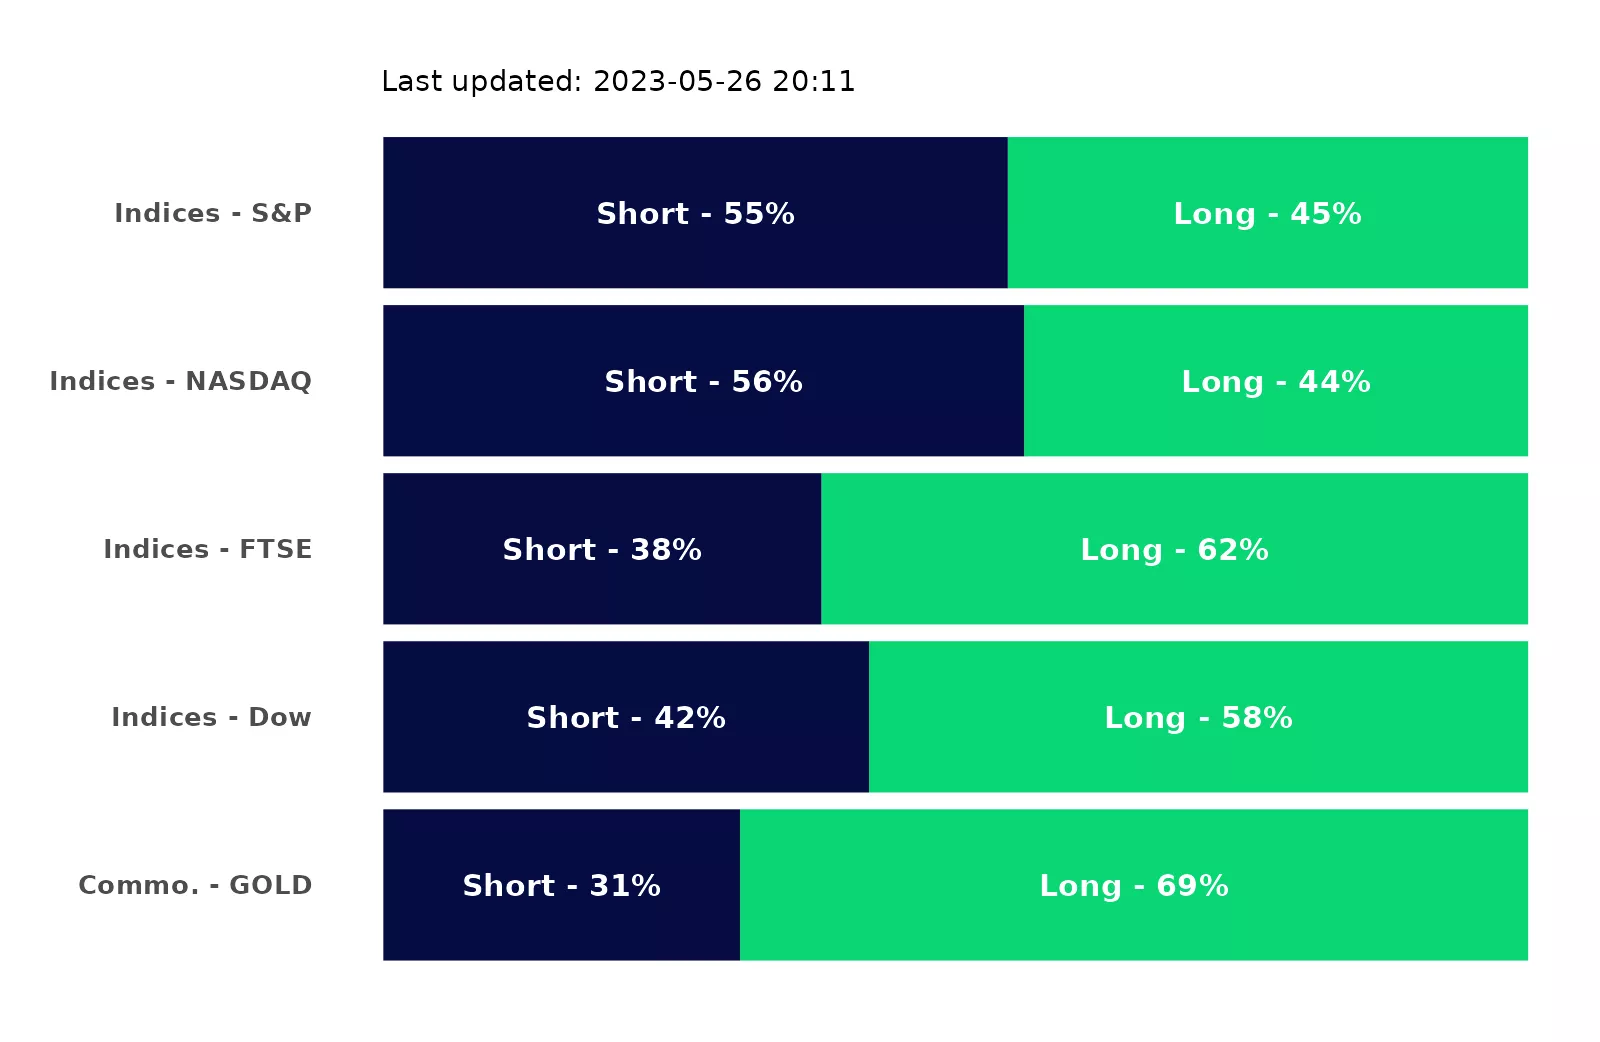 Last updated: 2023-05-26 20:11
Indices - S&P Short - 55% Long - 45%
Indices - NASDAQ Short - 56% Long - 44%
Indices - FTSE Short - 38% Long - 62%
Indices - Dow Short - 42% Long - 58%
Commo. - GOLD Short - 31% Long - 69%